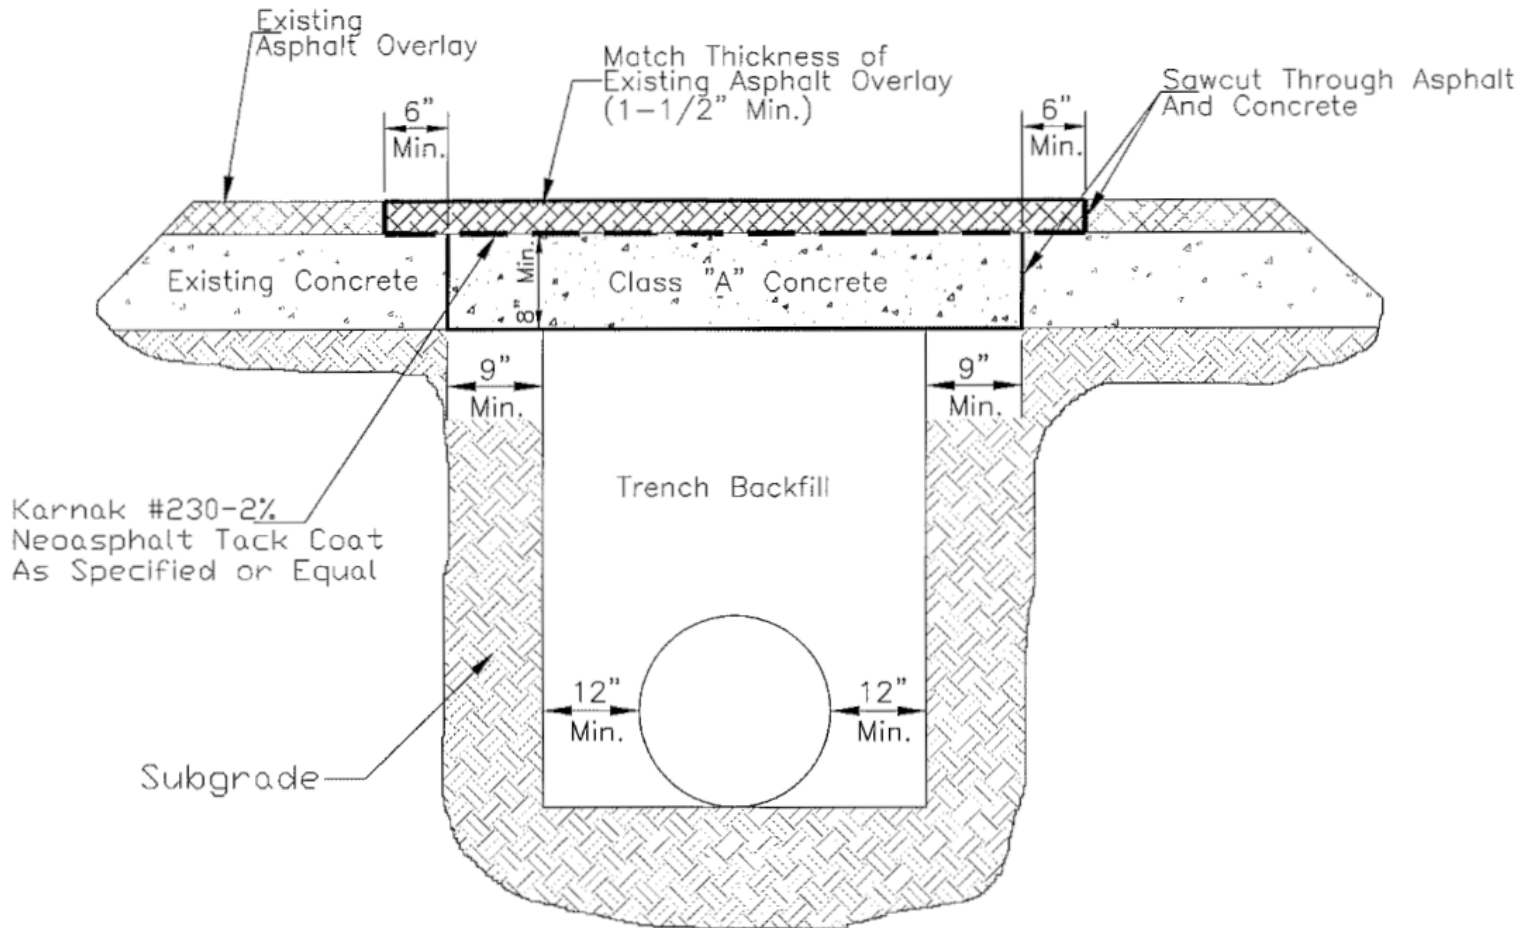 Existing
Asphalt Overlay
Match Thickness of
Existing Asphalt Overlay
(1-1/2" Min.)
Sawcut Through Asphalt
And Concrete
6"
Min.
6"
Min.
Existing Concrete
8" Min.
Class "A" Concrete
9"
Min.
9"
Min.
Trench Backfill
Karnak #230-2%
Neoasphalt Tack Coat
As Specified or Equal
12"
Min.
12"
Min.
Subgrade